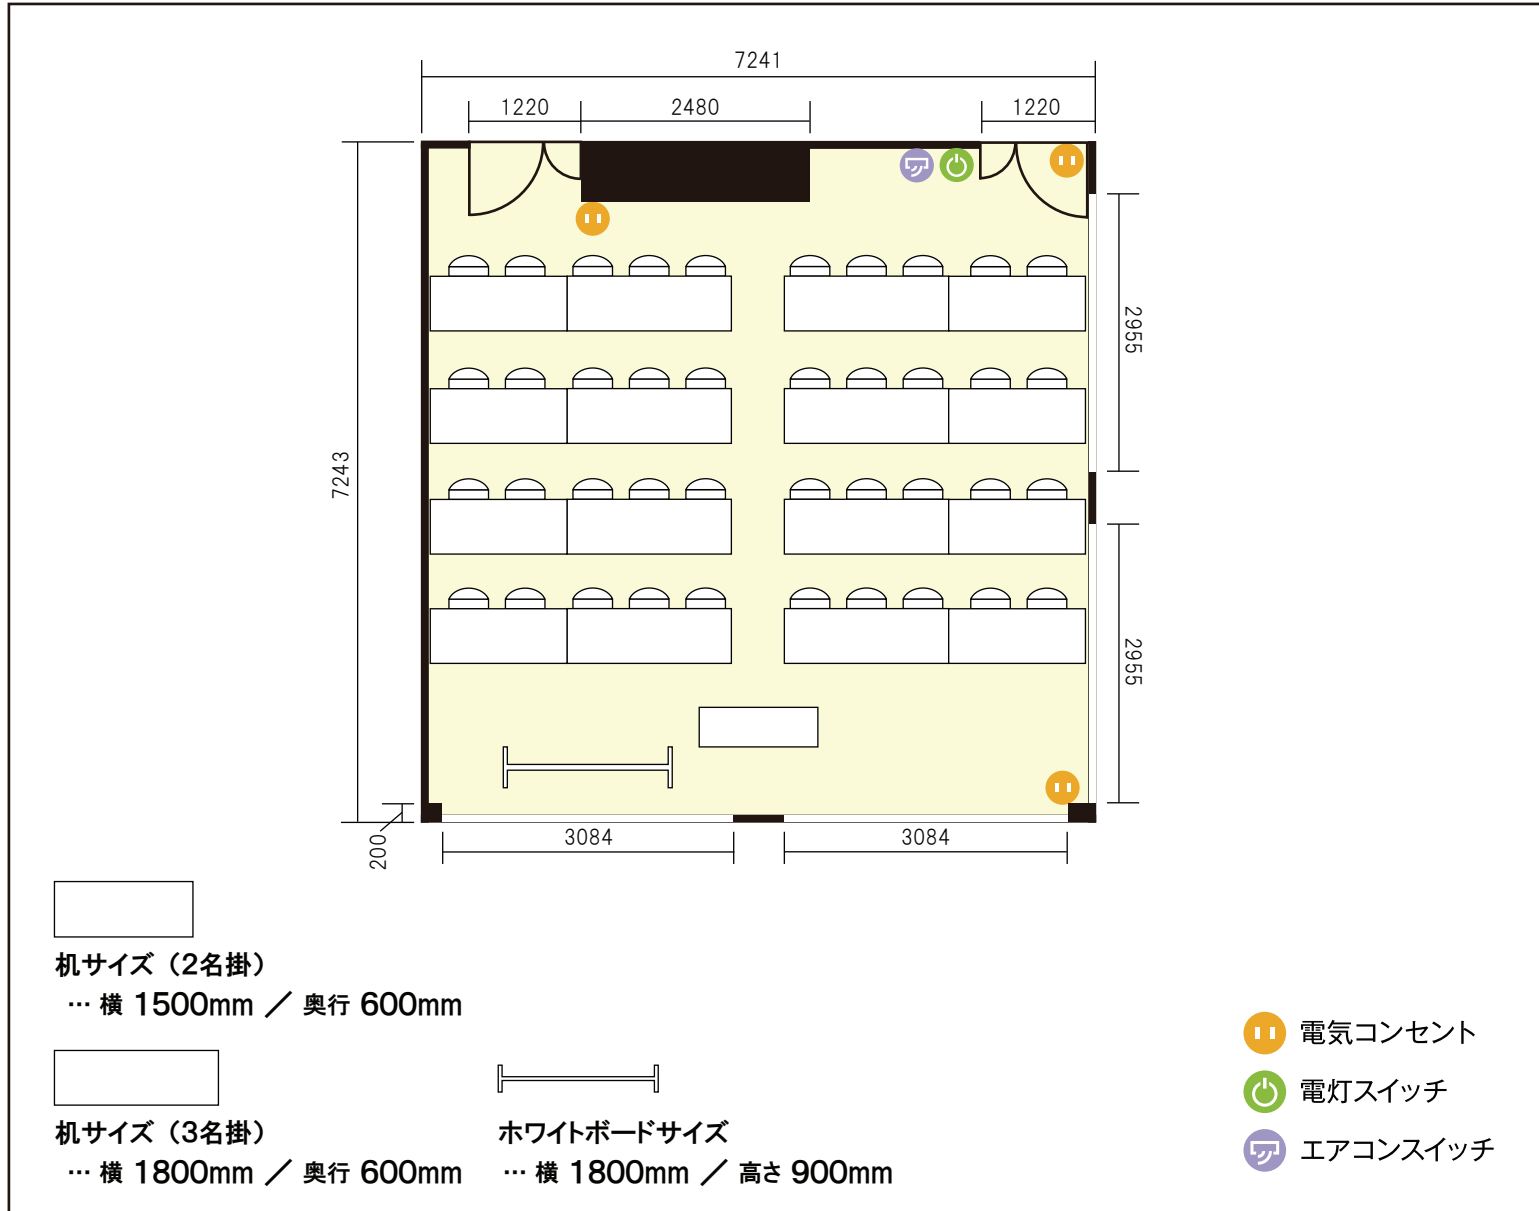 7241
1220
2480
1220
7243
2955
2955
200
3084
3084
机サイズ（2名掛）
… 横 1500mm ／ 奥行 600mm
机サイズ（3名掛）
… 横 1800mm ／ 奥行 600mm
ホワイトボードサイズ
… 横 1800mm ／ 高さ 900mm
電気コンセント
電灯スイッチ
エアコンスイッチ